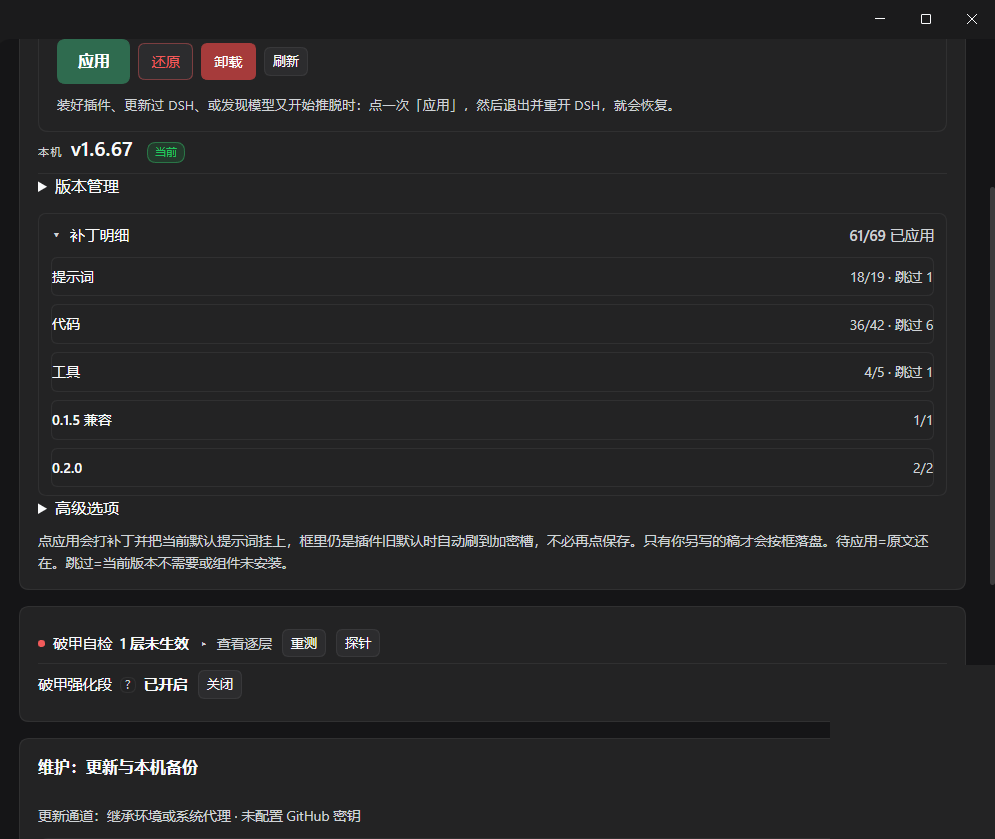 应用 还原 卸载 刷新
装好插件、更新过 DSH、或发现模型又开始推脱时：点一次「应用」，然后退出并重开 DSH，就会恢复。
本机 v1.6.67 当前
版本管理
补丁明细 61/69 已应用
提示词 18/19 · 跳过 1
代码 36/42 · 跳过 6
工具 4/5 · 跳过 1
0.1.5 兼容 1/1
0.2.0 2/2
高级选项
点应用会打补丁并把当前默认提示词挂上，框里仍是插件旧默认时自动刷到加密槽，不必再点保存。只有你另写的稿才会按框落盘。待应用=原文还
在。跳过=当前版本不需要或组件未安装。
破甲自检 1 层未生效 查看逐层 重测 探针
破甲强化段 ? 已开启 关闭
维护：更新与本机备份
更新通道：继承环境或系统代理 · 未配置 GitHub 密钥